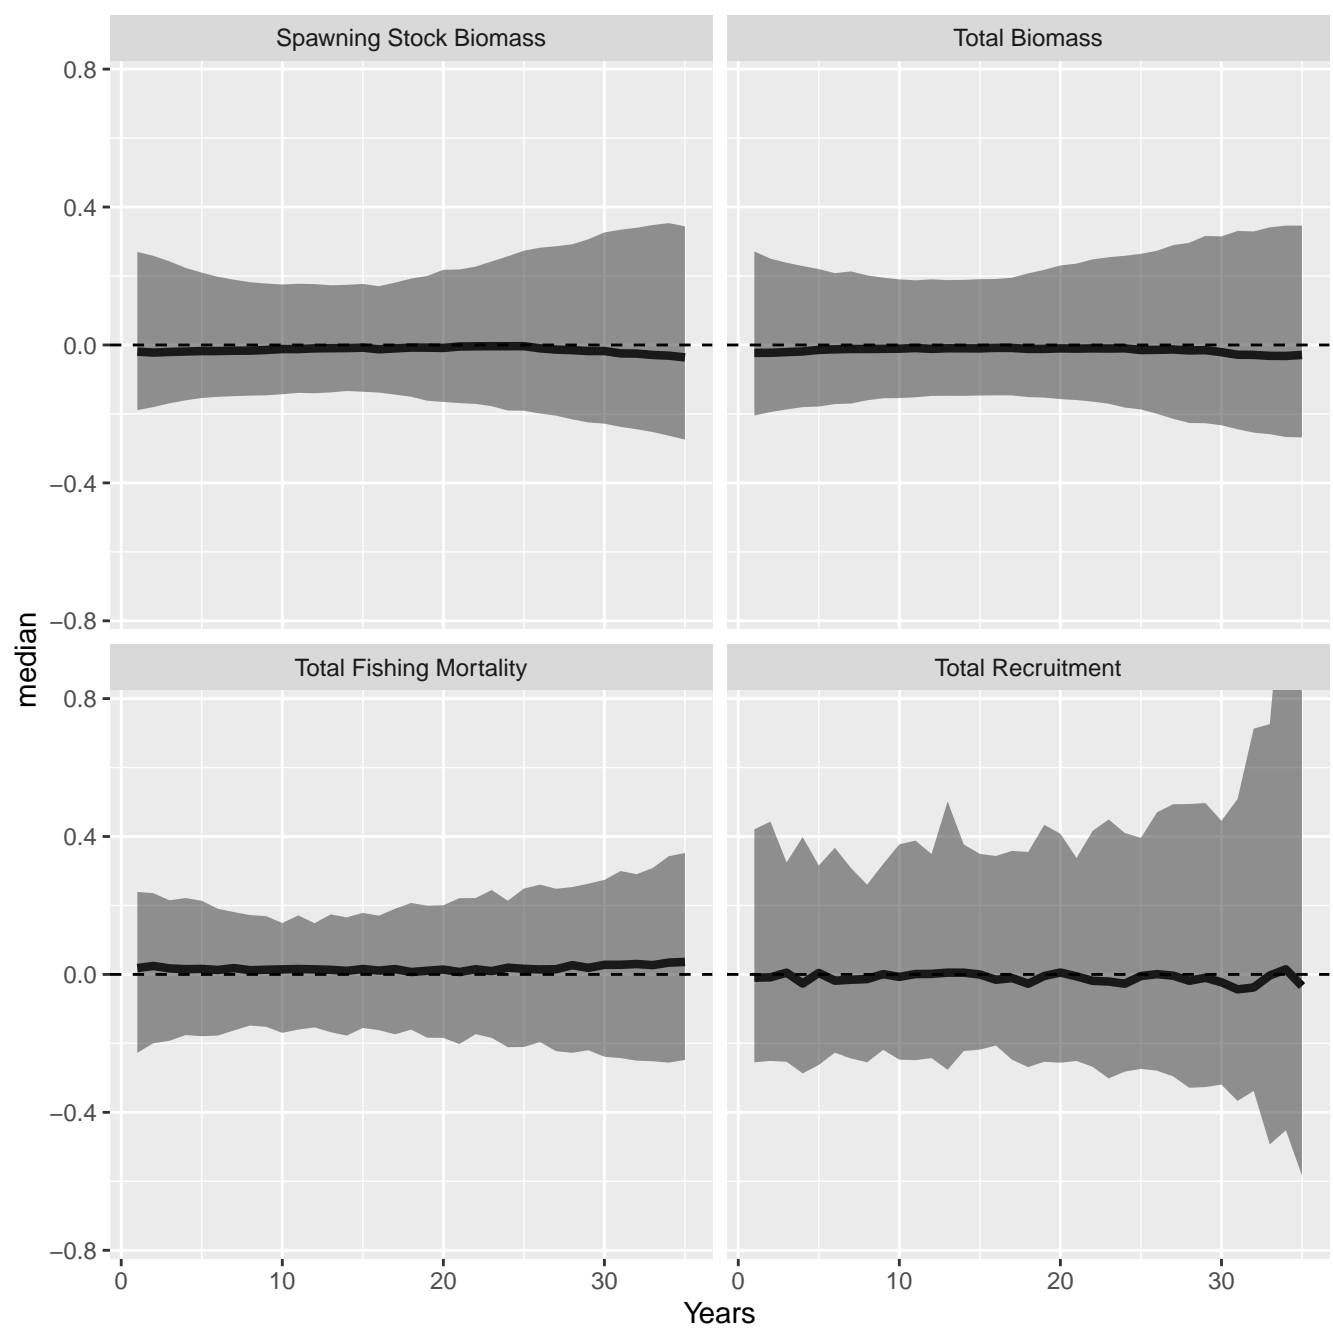 Spawning Stock Biomass
Total Biomass
0.8
0.4
0.0
−0.4
−0.8
median
Total Fishing Mortality
Total Recruitment
0.8
0.4
0.0
−0.4
−0.8
0 10 20 30
0 10 20 30
Years